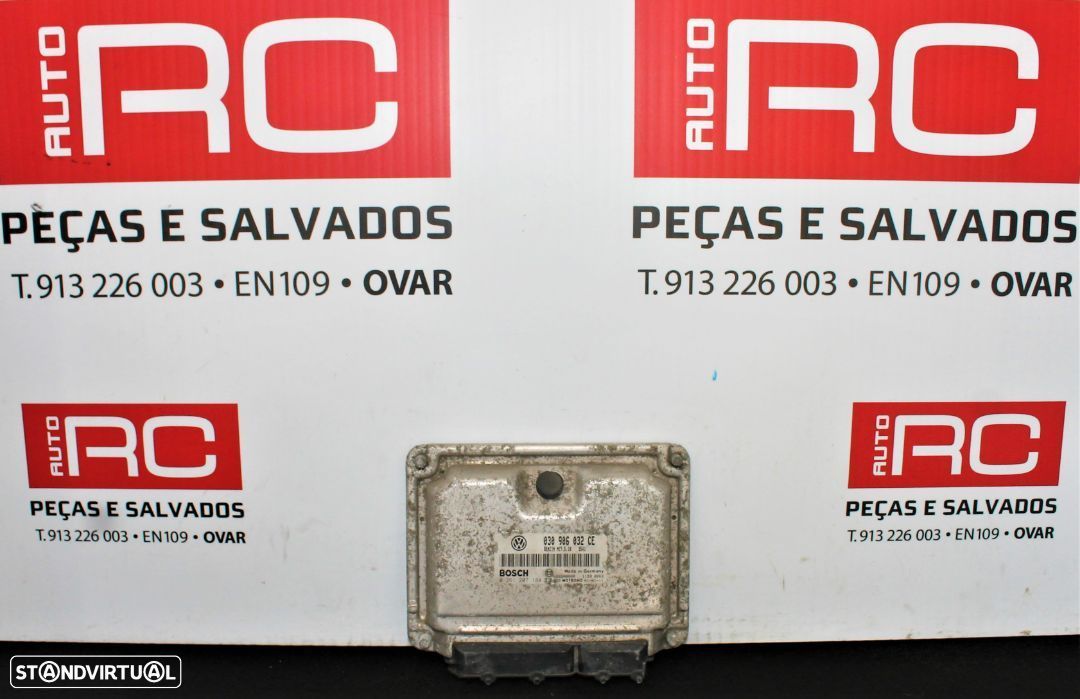 AUTO RC
PEÇAS E SALVADOS
T. 913 226 003 • EN109 • OVAR
AUTO RC
PEÇAS E SALVADOS
T. 913 226 003 • EN109 • OVAR
AUTO RC
PEÇAS E SALVADOS
T. 913 226 003 • EN109 • OVAR
AUTO RC
PEÇAS E SALVADOS
T. 913 226 003 • EN109 • OVAR
030 906 032 CE
BOSCH
Made in Germany
STANDVIRTUAL